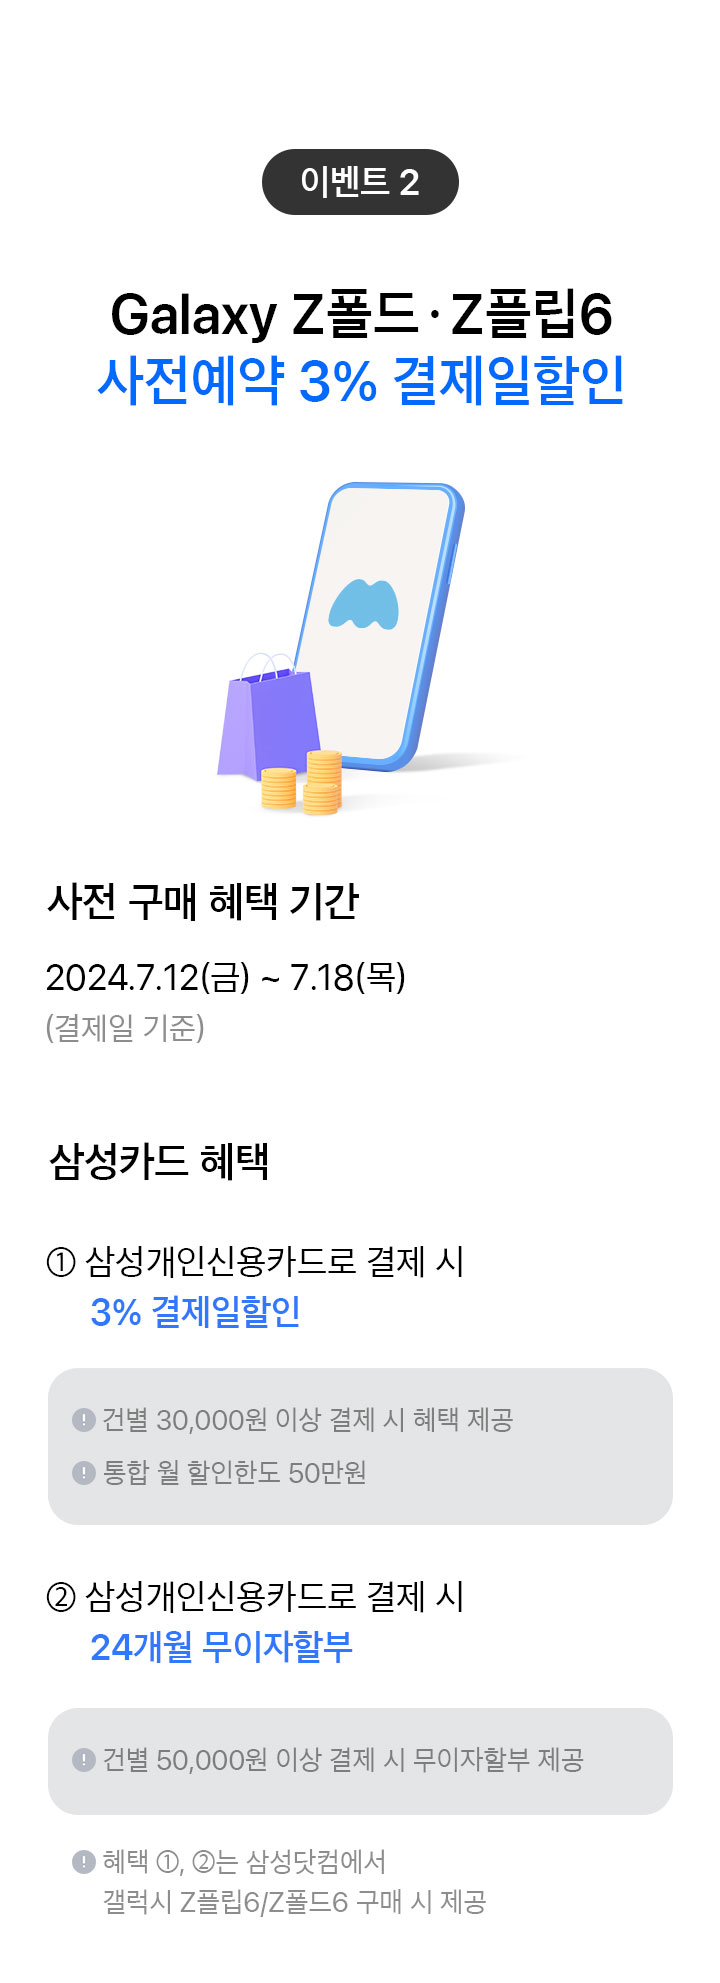 이벤트 2
Galaxy Z폴드·Z플립6
사전예약 3% 결제일할인
사전 구매 혜택 기간
2024.7.12(금) ~ 7.18(목)
(결제일 기준)
삼성카드 혜택
① 삼성개인신용카드로 결제 시
3% 결제일할인
건별 30,000원 이상 결제 시 혜택 제공
통합 월 할인한도 50만원
② 삼성개인신용카드로 결제 시
24개월 무이자할부
건별 50,000원 이상 결제 시 무이자할부 제공
혜택 ①, ②는 삼성닷컴에서
갤럭시 Z플립6/Z폴드6 구매 시 제공